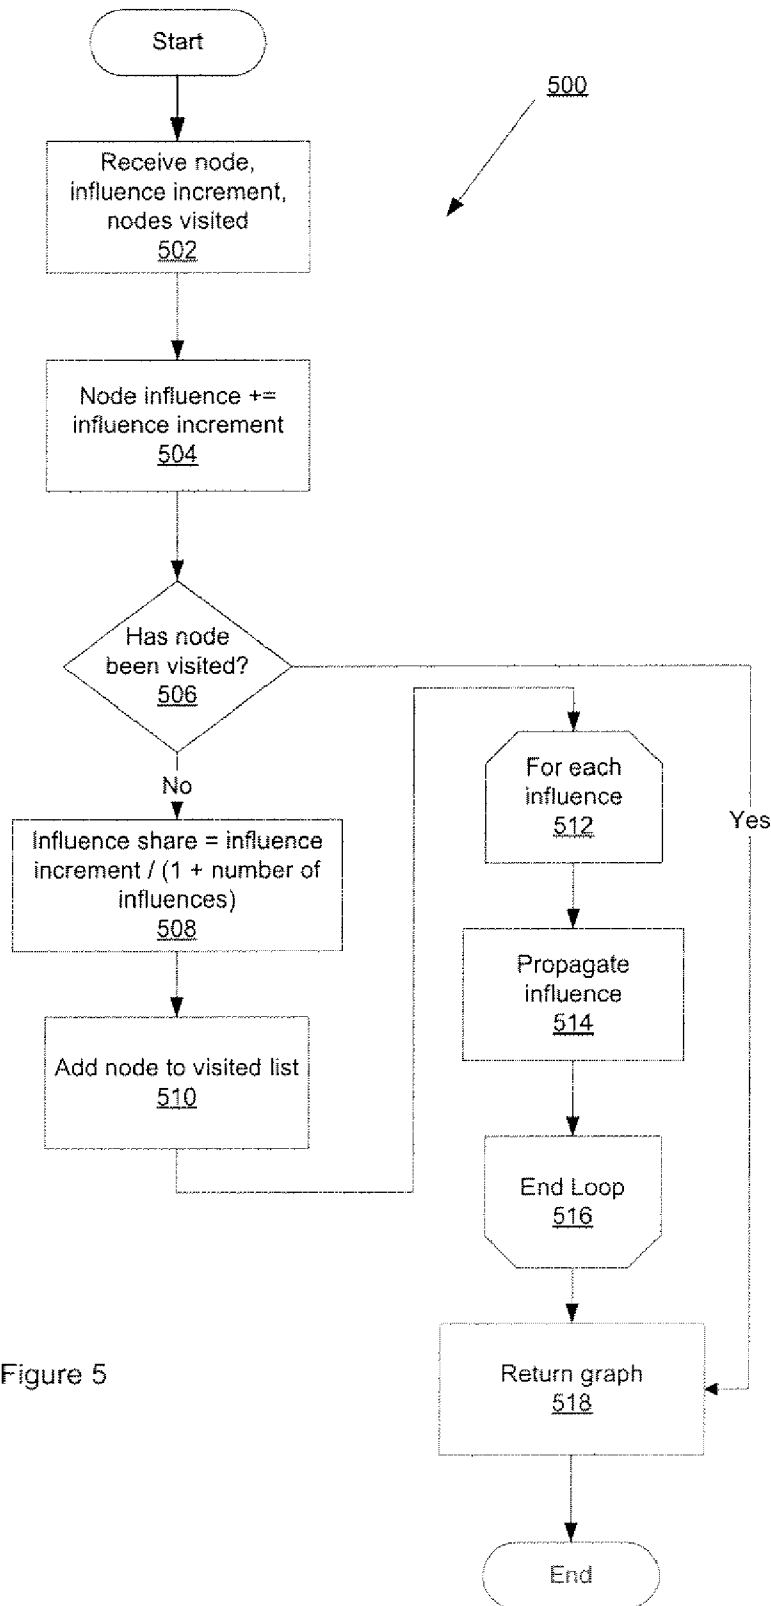 Start
500
Receive node,
influence increment,
nodes visited
502
Node influence +=
influence increment
504
Has node
been visited?
506
No
Yes
Influence share = influence
increment / (1 + number of
influences)
508
Add node to visited list
510
For each
influence
512
Propagate
influence
514
End Loop
516
Return graph
518
End
Figure 5